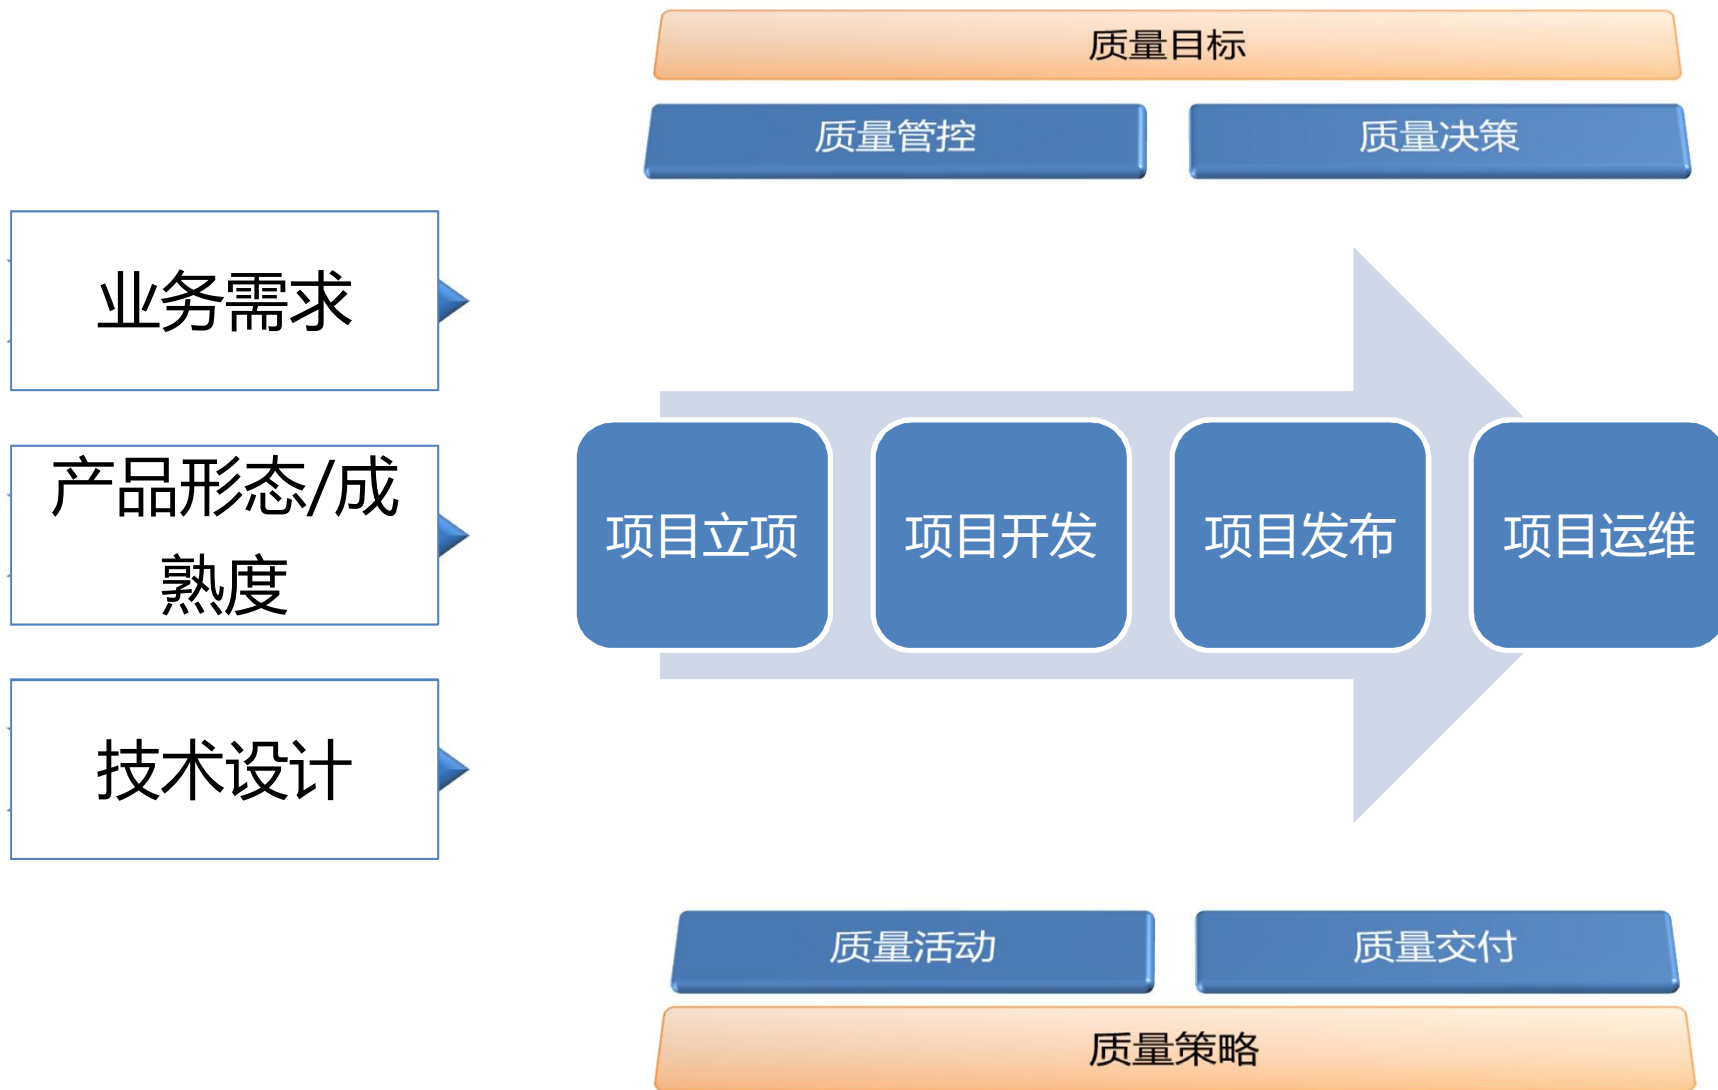 质量目标
质量管控
质量决策
业务需求
产品形态/成
熟度
技术设计
项目立项
项目开发
项目发布
项目运维
质量活动
质量交付
质量策略